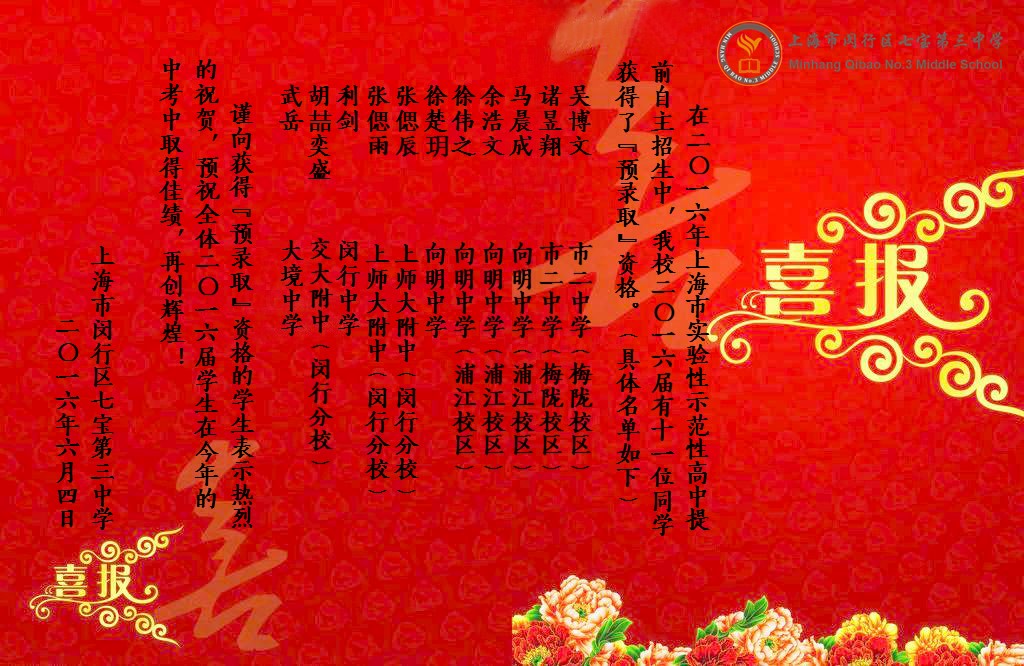 上海市闵行区七宝第三中学
Minhang Qibao No.3 Middle School
MIN HANG QI BAO NO.3 MIDDLE SCHOOL
喜报
在二〇一六年上海市实验性示范性高中提
前自主招生中，我校二〇一六届有十一位同学
获得了『预录取』资格。（具体名单如下）
吴博文 市二中学（梅陇校区）
诸昱翔 市二中学（梅陇校区）
马晨成 向明中学（浦江校区）
余浩文 向明中学（浦江校区）
徐伟之 向明中学（浦江校区）
徐楚玥 向明中学
张偲辰 上师大附中（闵行分校）
张偲雨 上师大附中（闵行分校）
利剑 闵行中学
胡喆奕盛 交大附中（闵行分校）
武岳 大境中学
谨向获得『预录取』资格的学生表示热烈
的祝贺，预祝全体二〇一六届学生在今年的
中考中取得佳绩，再创辉煌！
上海市闵行区七宝第三中学
二〇一六年六月四日
喜报